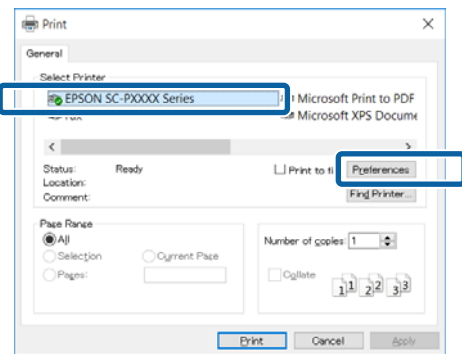 Print
General
Select Printer
EPSON SC-PXXXX Series
Microsoft Print to PDF
Fax
Microsoft XPS Docume
Status: Ready
Print to fi
Preferences
Location:
Comment:
Find Printer...
Page Range
All
Selection
Current Page
Pages:
Number of copies: 1
Collate
1 1 2 2 3 3
Print
Cancel
Apply